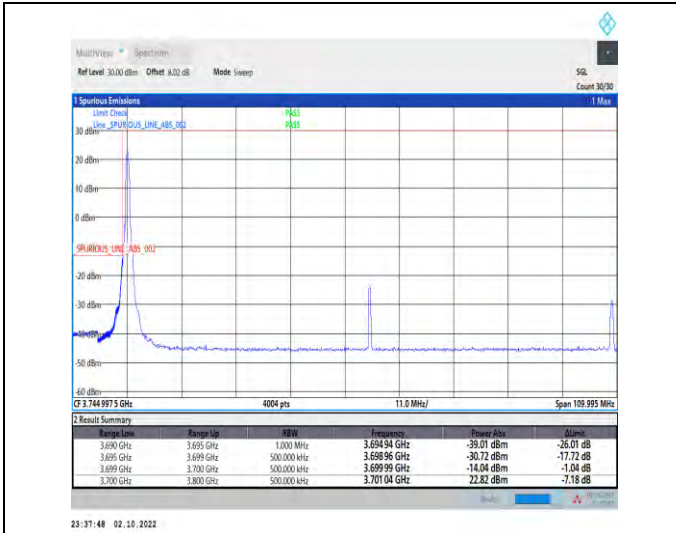 MultiView Spectrum
Ref Level 30.00 dBm Offset 8.02 dB Mode Sweep SGL
Count 30/30
1 Spurious Emissions 1 Max
Limit Check PASS
Line _SPURIOUS_LINE_ABS_002 PASS
30 dBm
20 dBm
10 dBm
0 dBm
SPURIOUS_LINE_ABS_002
-20 dBm
-30 dBm
-40 dBm
-50 dBm
-60 dBm
CF 3.744 997 5 GHz 4004 pts 11.0 MHz/ Span 109.995 MHz
2 Result Summary
Range Low Range Up RBW Frequency Power Abs ΔLimit
3.690 GHz 3.695 GHz 1.000 MHz 3.694 94 GHz -39.01 dBm -26.01 dB
3.695 GHz 3.699 GHz 500.000 kHz 3.698 96 GHz -30.72 dBm -17.72 dB
3.699 GHz 3.700 GHz 500.000 kHz 3.699 99 GHz -14.04 dBm -1.04 dB
3.700 GHz 3.800 GHz 500.000 kHz 3.701 04 GHz 22.82 dBm -7.18 dB
23:37:48 02.10.2022